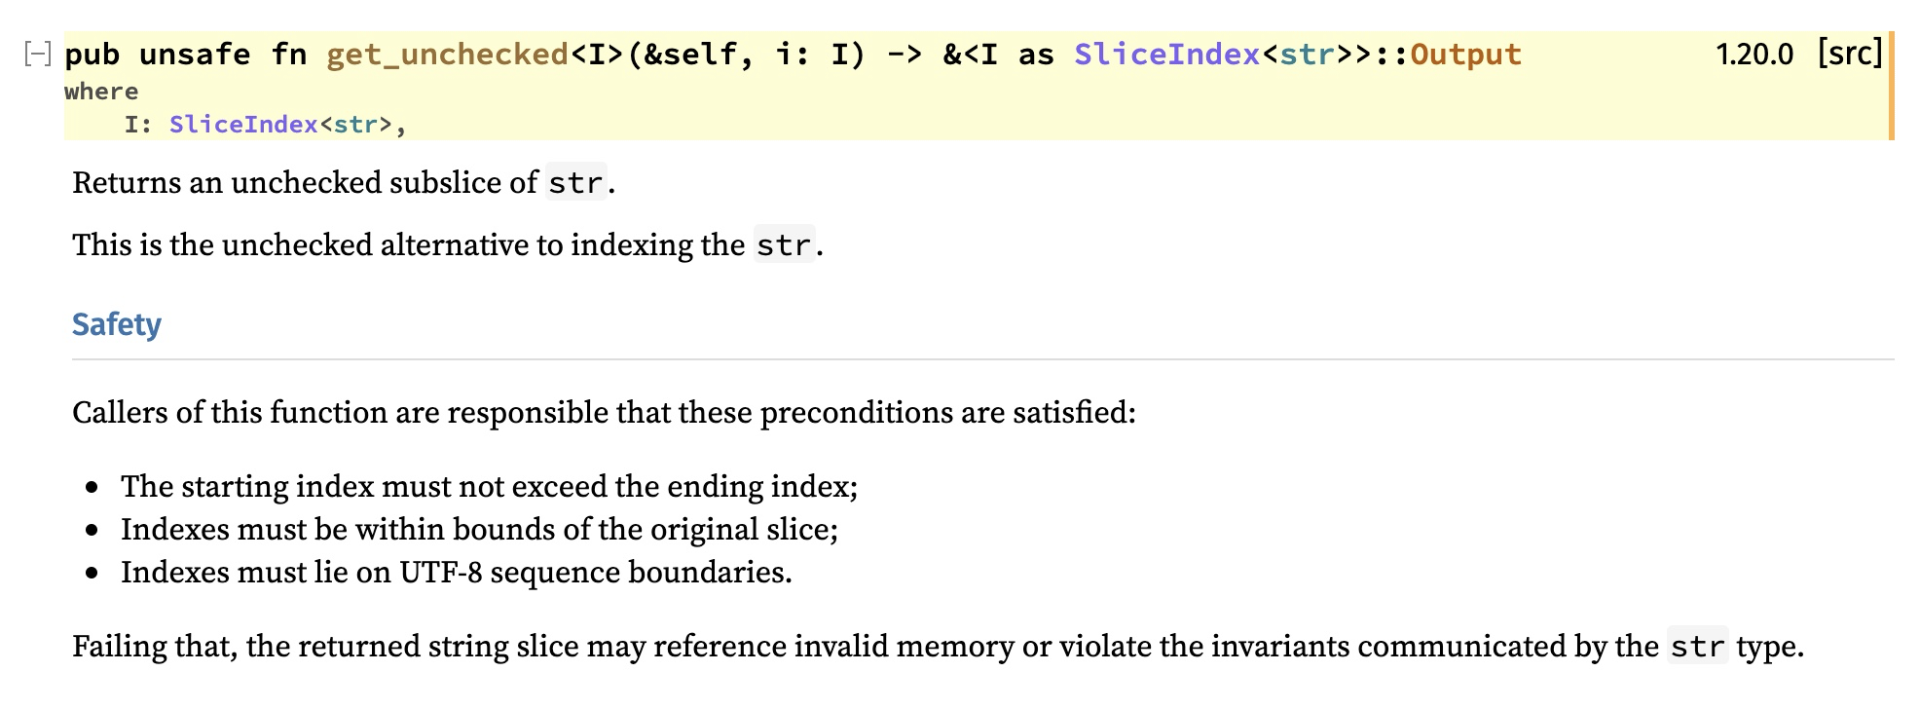 [−] pub unsafe fn get_unchecked<I>(&self, i: I) -> &<I as SliceIndex<str>>::Output 1.20.0 [src]
where
    I: SliceIndex<str>,
Returns an unchecked subslice of str.
This is the unchecked alternative to indexing the str.
Safety
Callers of this function are responsible that these preconditions are satisfied:
• The starting index must not exceed the ending index;
• Indexes must be within bounds of the original slice;
• Indexes must lie on UTF-8 sequence boundaries.
Failing that, the returned string slice may reference invalid memory or violate the invariants communicated by the str type.